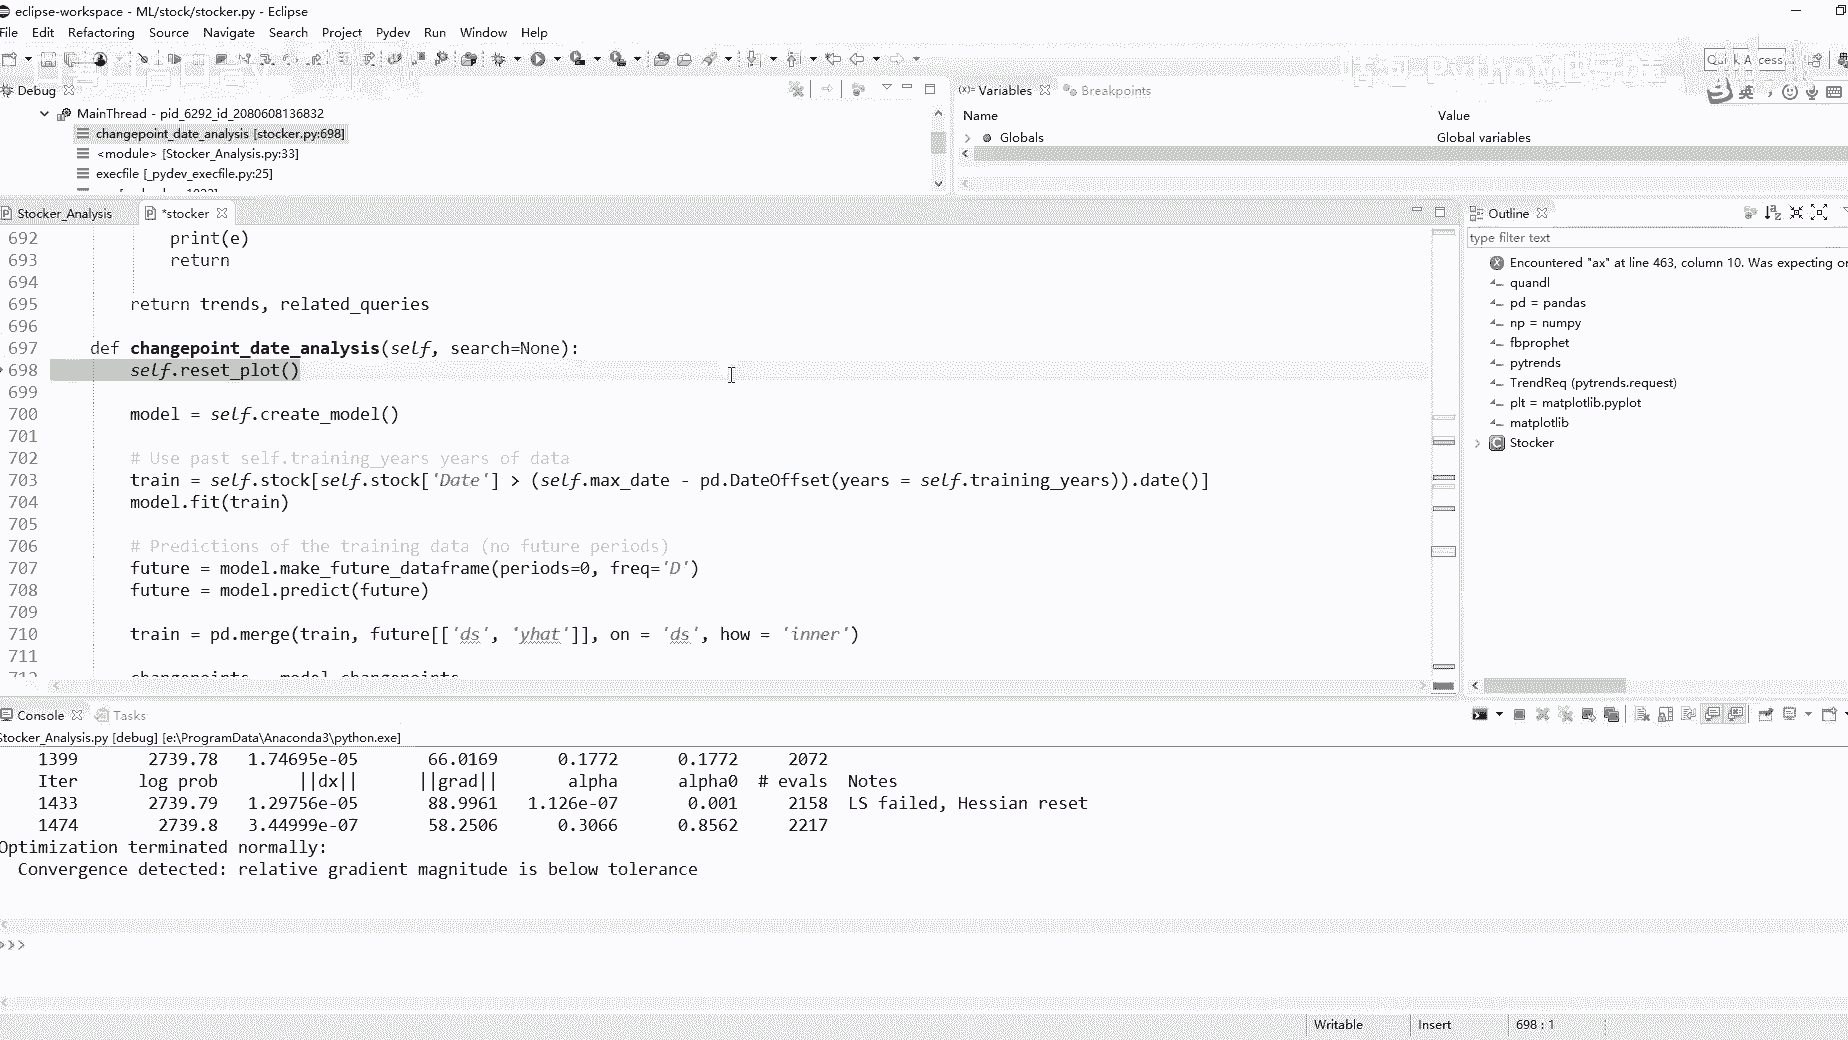 eclipse-workspace - ML/stock/stocker.py - Eclipse
File Edit Refactoring Source Navigate Search Project Pydev Run Window Help
Debug
Variables Breakpoints
MainThread - pid_6292_id_2080608136832
changepoint_date_analysis [stocker.py:698]
<module> [Stocker_Analysis.py:33]
execfile [_pydev_execfile.py:25]
Name Value
Globals Global variables
Stocker_Analysis *stocker
692 print(e)
693 return
694
695 return trends, related_queries
696
697 def changepoint_date_analysis(self, search=None):
698 self.reset_plot()
699
700 model = self.create_model()
701
702 # Use past self.training_years years of data
703 train = self.stock[self.stock['Date'] > (self.max_date - pd.DateOffset(years = self.training_years)).date()]
704 model.fit(train)
705
706 # Predictions of the training data (no future periods)
707 future = model.make_future_dataframe(periods=0, freq='D')
708 future = model.predict(future)
709
710 train = pd.merge(train, future[['ds', 'yhat']], on = 'ds', how = 'inner')
711
Outline
type filter text
Encountered "ax" at line 463, column 10. Was expecting
quandl
pd = pandas
np = numpy
fbprophet
pytrends
TrendReq (pytrends.request)
plt = matplotlib.pyplot
matplotlib
Stocker
Console Tasks
Stocker_Analysis.py [debug] [e:\ProgramData\Anaconda3\python.exe]
1399 2739.78 1.74695e-05 66.0169 0.1772 0.1772 2072
Iter log prob ||dx|| ||grad|| alpha alpha0 # evals Notes
1433 2739.79 1.29756e-05 88.9961 1.126e-07 0.001 2158 LS failed, Hessian reset
1474 2739.8 3.44999e-07 58.2506 0.3066 0.8562 2217
Optimization terminated normally:
Convergence detected: relative gradient magnitude is below tolerance
>>>
Writable Insert 698 : 1